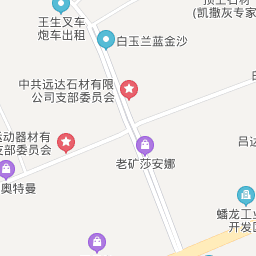 顶上石材
(凯撒灰专家
王生叉车
炮车出租
白玉兰蓝金沙
中共远达石材有限
公司支部委员会
运动器材有
支部委员会
老矿莎安娜
奥特曼
蟠龙工业
开发区